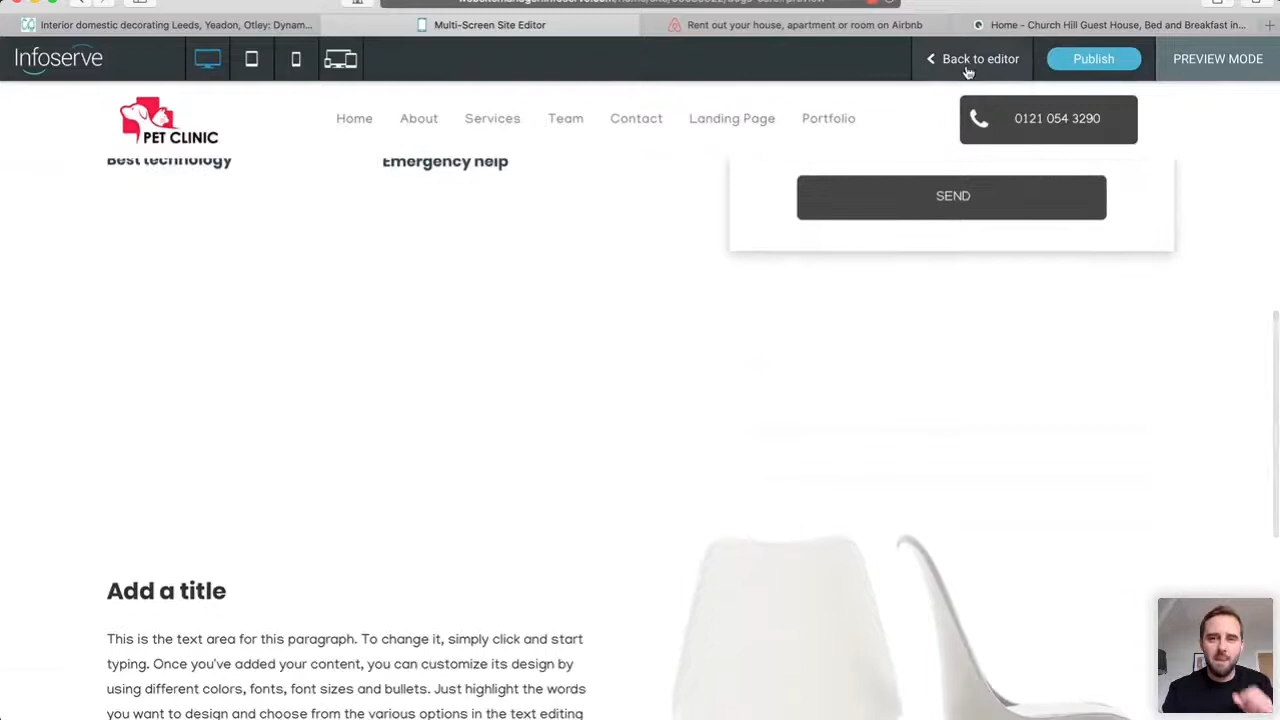 Interior domestic decorating Leeds, Yeadon, Otley: Dynam...
Multi-Screen Site Editor
Rent out your house, apartment or room on Airbnb
Home - Church Hill Guest House, Bed and Breakfast in...
Infoserve
Back to editor
Publish
PREVIEW MODE
PET CLINIC
Home
About
Services
Team
Contact
Landing Page
Portfolio
0121 054 3290
Best technology
Emergency help
SEND
Add a title
This is the text area for this paragraph. To change it, simply click and start
typing. Once you've added your content, you can customize its design by
using different colors, fonts, font sizes and bullets. Just highlight the words
you want to design and choose from the various options in the text editing